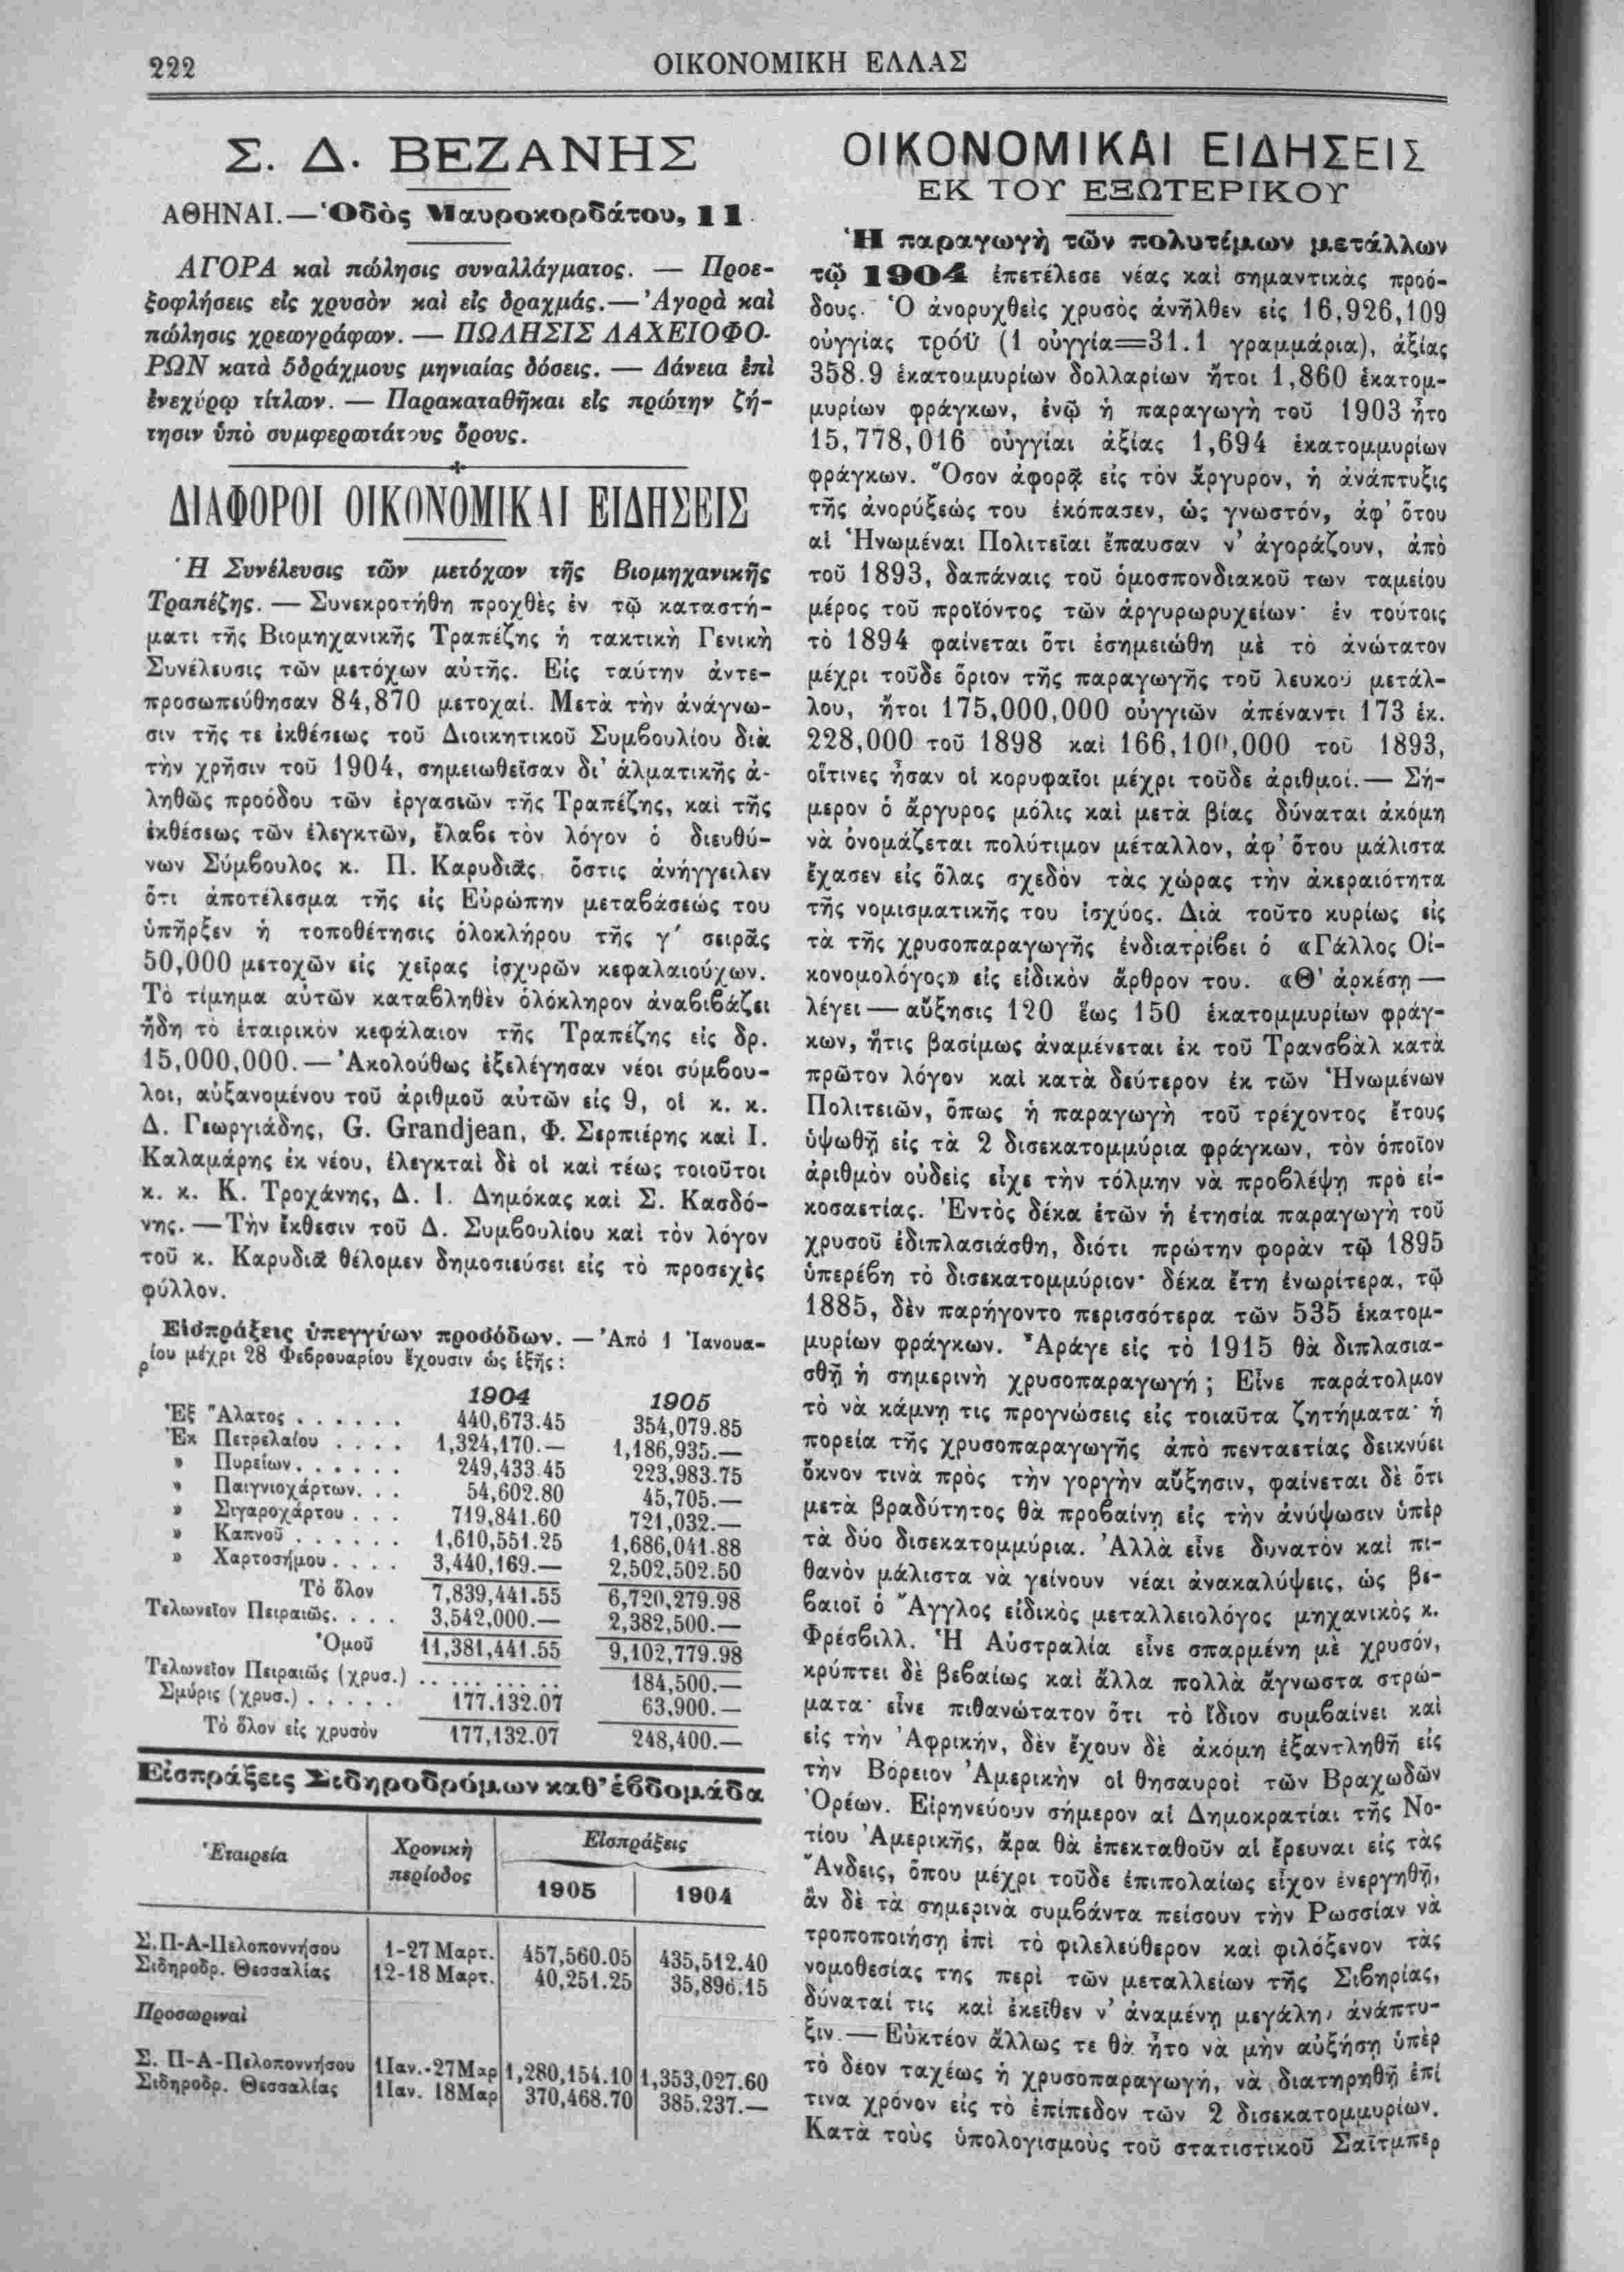 222
ΟΙΚΟΝΟΜΙΚΗ ΕΛΛΑΣ
Σ. Δ. ΒΕΖΑΝΗΣ
ΑΘΗΝΑΙ.—Ὁδὸς Μαυροκορδάτου, 11
ΑΓΟΡΑ καὶ πώλησις συναλλάγματος. — Προε-
ξοφλήσεις εἰς χρυσὸν καὶ εἰς δραχμάς.—Ἀγορὰ καὶ
πώλησις χρεωγράφων. — ΠΩΛΗΣΙΣ ΛΑΧΕΙΟΦΟ-
ΡΩΝ κατὰ 5δράχμους μηνιαίας δόσεις. — Δάνεια ἐπὶ
ἐνεχύρῳ τίτλων. — Παρακαταθῆκαι εἰς πρώτην ζή-
τησιν ὑπὸ συμφερωτάτους ὅρους.
ΔΙΑΦΟΡΟΙ ΟΙΚΟΝΟΜΙΚΑΙ ΕΙΔΗΣΕΙΣ
Ἡ Συνέλευσις τῶν μετόχων τῆς Βιομηχανικῆς
Τραπέζης. — Συνεκροτήθη προχθὲς ἐν τῷ καταστή-
ματι τῆς Βιομηχανικῆς Τραπέζης ἡ τακτικὴ Γενικὴ
Συνέλευσις τῶν μετόχων αὐτῆς. Εἰς ταύτην ἀντε-
προσωπεύθησαν 84,870 μετοχαί. Μετὰ τὴν ἀνάγνω-
σιν τῆς τε ἐκθέσεως τοῦ Διοικητικοῦ Συμβουλίου διὰ
τὴν χρῆσιν τοῦ 1904, σημειωθεῖσαν δι' ἁλματικῆς ἀ-
ληθῶς προόδου τῶν ἐργασιῶν τῆς Τραπέζης, καὶ τῆς
ἐκθέσεως τῶν ἐλεγκτῶν, ἔλαβε τὸν λόγον ὁ διευθύ-
νων Σύμβουλος κ. Π. Καρυδιᾶς, ὅστις ἀνήγγειλεν
ὅτι ἀποτέλεσμα τῆς εἰς Εὐρώπην μεταβάσεώς του
ὑπῆρξεν ἡ τοποθέτησις ὁλοκλήρου τῆς γ′ σειρᾶς
50,000 μετοχῶν εἰς χεῖρας ἰσχυρῶν κεφαλαιούχων.
Τὸ τίμημα αὐτῶν καταβληθὲν ὁλόκληρον ἀναβιβάζει
ἤδη τὸ ἑταιρικὸν κεφάλαιον τῆς Τραπέζης εἰς δρ.
15,000,000.—Ἀκολούθως ἐξελέγησαν νέοι σύμβου-
λοι, αὐξανομένου τοῦ ἀριθμοῦ αὐτῶν εἰς 9, οἱ κ. κ.
Δ. Γεωργιάδης, G. Grandjean, Φ. Σερπιέρης καὶ Ι.
Καλαμάρης ἐκ νέου, ἐλεγκταὶ δὲ οἱ καὶ τέως τοιοῦτοι
κ. κ. Κ. Τροχάνης, Δ. Ι. Δημόκας καὶ Σ. Κασδό-
νης.—Τὴν ἔκθεσιν τοῦ Δ. Συμβουλίου καὶ τὸν λόγον
τοῦ κ. Καρυδιᾶ θέλομεν δημοσιεύσει εἰς τὸ προσεχὲς
φύλλον.
Εἰσπράξεις ὑπεγγύων προσόδων. — Ἀπὸ 1 Ἰανουα-
ρίου μέχρι 28 Φεβρουαρίου ἔχουσιν ὡς ἑξῆς:
1904 1905
Ἐξ Ἅλατος . . . . . . 440,673.45 354,079.85
Ἐκ Πετρελαίου . . . . 1,324,170.— 1,186,935.—
» Πυρείων. . . . . . 249,433.45 223,983.75
» Παιγνιοχάρτων. . . 54,602.80 45,705.—
» Σιγαροχάρτου . . . 719,841.60 721,032.—
» Καπνοῦ . . . . . . 1,610,551.25 1,686,041.88
» Χαρτοσήμου . . . . 3,440,169.— 2,502,502.50
Τὸ ὅλον 7,839,441.55 6,720,279.98
Τελωνεῖον Πειραιῶς. . . . 3,542,000.— 2,382,500.—
Ὁμοῦ 11,381,441.55 9,102,779.98
Τελωνεῖον Πειραιῶς (χρυσ.) . . . . . . . . . 184,500.—
Σμύρις (χρυσ.) . . . . . 177,132.07 63,900.—
Τὸ ὅλον εἰς χρυσὸν 177,132.07 248,400.—
Εἰσπράξεις Σιδηροδρόμων καθ' ἑβδομάδα
Ἑταιρεία Χρονικὴ Εἰσπράξεις
περίοδος 1905 1904
Σ.Π-Α-Πελοποννήσου 1-27 Μαρτ. 457,560.05 435,512.40
Σιδηροδρ. Θεσσαλίας 12-18 Μαρτ. 40,251.25 35,896.15
Προσωριναὶ
Σ. Π-Α-Πελοποννήσου 1Ιαν.-27Μαρ 1,280,154.10 1,353,027.60
Σιδηροδρ. Θεσσαλίας 1Ιαν. 18Μαρ 370,468.70 385.237.—
ΟΙΚΟΝΟΜΙΚΑΙ ΕΙΔΗΣΕΙΣ
ΕΚ ΤΟΥ ΕΞΩΤΕΡΙΚΟΥ
Ἡ παραγωγὴ τῶν πολυτίμων μετάλλων
τῷ 1904 ἐπετέλεσε νέας καὶ σημαντικὰς προό-
δους. Ὁ ἀνορυχθεὶς χρυσὸς ἀνῆλθεν εἰς 16,926,109
οὐγγίας τρόϋ (1 οὐγγία=31.1 γραμμάρια), ἀξίας
358.9 ἑκατομμυρίων δολλαρίων ἤτοι 1,860 ἑκατομ-
μυρίων φράγκων, ἐνῷ ἡ παραγωγὴ τοῦ 1903 ἦτο
15,778,016 οὐγγίαι ἀξίας 1,694 ἑκατομμυρίων
φράγκων. Ὅσον ἀφορᾷ εἰς τὸν ἄργυρον, ἡ ἀνάπτυξις
τῆς ἀνορύξεώς του ἐκόπασεν, ὡς γνωστόν, ἀφ' ὅτου
αἱ Ἡνωμέναι Πολιτεῖαι ἔπαυσαν ν' ἀγοράζουν, ἀπὸ
τοῦ 1893, δαπάναις τοῦ ὁμοσπονδιακοῦ των ταμείου
μέρος τοῦ προϊόντος τῶν ἀργυρωρυχείων· ἐν τούτοις
τὸ 1894 φαίνεται ὅτι ἐσημειώθη μὲ τὸ ἀνώτατον
μέχρι τοῦδε ὅριον τῆς παραγωγῆς τοῦ λευκοῦ μετάλ-
λου, ἤτοι 175,000,000 οὐγγιῶν ἀπέναντι 173 ἑκ.
228,000 τοῦ 1898 καὶ 166,100,000 τοῦ 1893,
οἵτινες ἦσαν οἱ κορυφαῖοι μέχρι τοῦδε ἀριθμοί.— Σή-
μερον ὁ ἄργυρος μόλις καὶ μετὰ βίας δύναται ἀκόμη
νὰ ὀνομάζεται πολύτιμον μέταλλον, ἀφ' ὅτου μάλιστα
ἔχασεν εἰς ὅλας σχεδὸν τὰς χώρας τὴν ἀκεραιότητα
τῆς νομισματικῆς του ἰσχύος. Διὰ τοῦτο κυρίως εἰς
τὰ τῆς χρυσοπαραγωγῆς ἐνδιατρίβει ὁ «Γάλλος Οἰ-
κονομολόγος» εἰς εἰδικὸν ἄρθρον του. «Θ' ἀρκέσῃ —
λέγει — αὔξησις 120 ἕως 150 ἑκατομμυρίων φράγ-
κων, ἥτις βασίμως ἀναμένεται ἐκ τοῦ Τρανσβὰλ κατὰ
πρῶτον λόγον καὶ κατὰ δεύτερον ἐκ τῶν Ἡνωμένων
Πολιτειῶν, ὅπως ἡ παραγωγὴ τοῦ τρέχοντος ἔτους
ὑψωθῇ εἰς τὰ 2 δισεκατομμύρια φράγκων, τὸν ὁποῖον
ἀριθμὸν οὐδεὶς εἶχε τὴν τόλμην νὰ προβλέψῃ πρὸ εἰ-
κοσαετίας. Ἐντὸς δέκα ἐτῶν ἡ ἐτησία παραγωγὴ τοῦ
χρυσοῦ ἐδιπλασιάσθη, διότι πρώτην φορὰν τῷ 1895
ὑπερέβη τὸ δισεκατομμύριον· δέκα ἔτη ἐνωρίτερα, τῷ
1885, δὲν παρήγοντο περισσότερα τῶν 535 ἑκατομ-
μυρίων φράγκων. Ἄραγε εἰς τὸ 1915 θὰ διπλασια-
σθῇ ἡ σημερινὴ χρυσοπαραγωγή; Εἶνε παράτολμον
τὸ νὰ κάμνῃ τις προγνώσεις εἰς τοιαῦτα ζητήματα· ἡ
πορεία τῆς χρυσοπαραγωγῆς ἀπὸ πενταετίας δεικνύει
ὄκνον τινὰ πρὸς τὴν γοργὴν αὔξησιν, φαίνεται δὲ ὅτι
μετὰ βραδύτητος θὰ προβαίνῃ εἰς τὴν ἀνύψωσιν ὑπὲρ
τὰ δύο δισεκατομμύρια. Ἀλλὰ εἶνε δυνατὸν καὶ πι-
θανὸν μάλιστα νὰ γείνουν νέαι ἀνακαλύψεις, ὡς βε-
βαιοῖ ὁ Ἄγγλος εἰδικὸς μεταλλειολόγος μηχανικὸς κ.
Φρέσβιλλ. Ἡ Αὐστραλία εἶνε σπαρμένη μὲ χρυσόν,
κρύπτει δὲ βεβαίως καὶ ἄλλα πολλὰ ἄγνωστα στρώ-
ματα· εἶνε πιθανώτατον ὅτι τὸ ἴδιον συμβαίνει καὶ
εἰς τὴν Ἀφρικήν, δὲν ἔχουν δὲ ἀκόμη ἐξαντληθῆ εἰς
τὴν Βόρειον Ἀμερικὴν οἱ θησαυροὶ τῶν Βραχωδῶν
Ὀρέων. Εἰρηνεύουν σήμερον αἱ Δημοκρατίαι τῆς Νο-
τίου Ἀμερικῆς, ἄρα θὰ ἐπεκταθοῦν αἱ ἔρευναι εἰς τὰς
Ἄνδεις, ὅπου μέχρι τοῦδε ἐπιπολαίως εἶχον ἐνεργηθῆ,
ἂν δὲ τὰ σημερινὰ συμβάντα πείσουν τὴν Ρωσσίαν νὰ
τροποποιήσῃ ἐπὶ τὸ φιλελεύθερον καὶ φιλόξενον τὰς
νομοθεσίας της περὶ τῶν μεταλλείων τῆς Σιβηρίας,
δύναταί τις καὶ ἐκεῖθεν ν' ἀναμένῃ μεγάλην ἀνάπτυ-
ξιν.— Εὐκτέον ἄλλως τε θὰ ἦτο νὰ μὴν αὐξήσῃ ὑπὲρ
τὸ δέον ταχέως ἡ χρυσοπαραγωγή, νὰ διατηρηθῇ ἐπί
τινα χρόνον εἰς τὸ ἐπίπεδον τῶν 2 δισεκατομμυρίων.
Κατὰ τοὺς ὑπολογισμοὺς τοῦ στατιστικοῦ Σαῖτμπερ